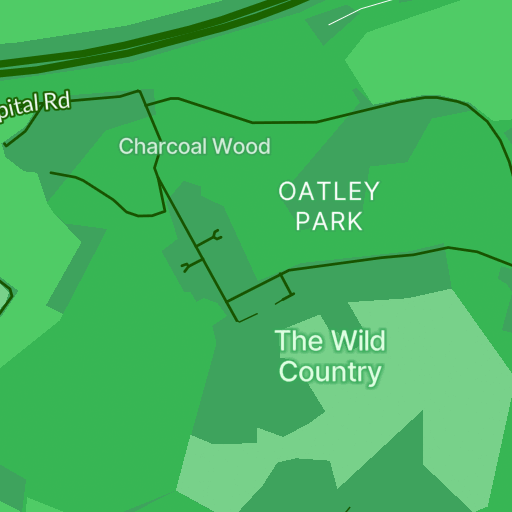 pital Rd
Charcoal Wood
OATLEY
PARK
The Wild
Country